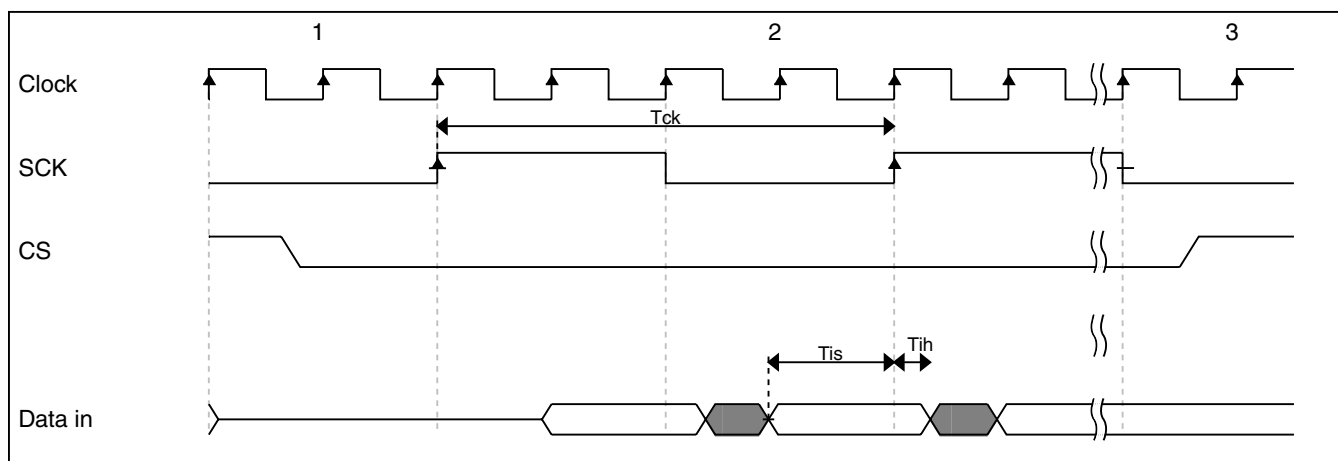 1 2 3
Clock
Tck
SCK
CS
Tis Tih
Data in